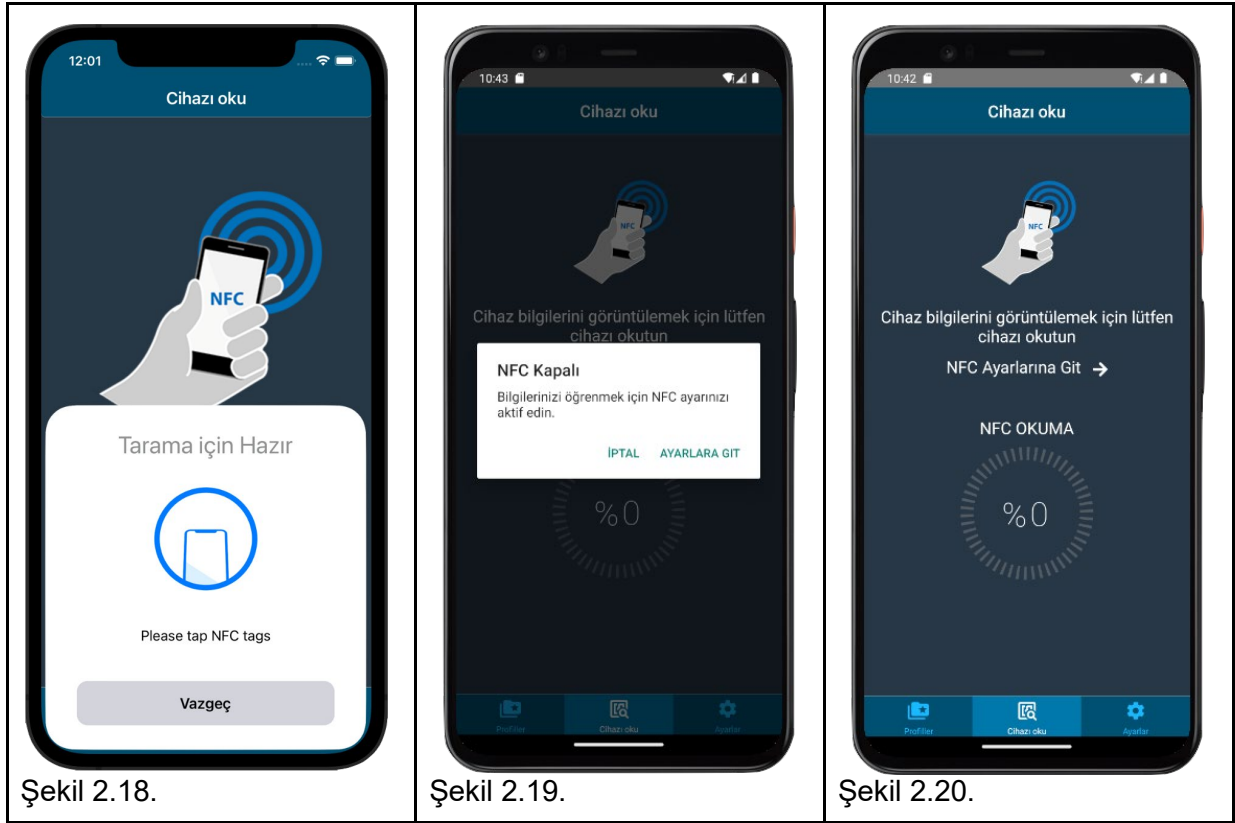 12:01
Cihazı oku
NFC
Tarama için Hazır
Please tap NFC tags
Vazgeç
Şekil 2.18.
10:43
Cihazı oku
NFC
Cihaz bilgilerini görüntülemek için lütfen
cihazı okutun
NFC Kapalı
Bilgilerinizi öğrenmek için NFC ayarınızı
aktif edin.
İPTAL AYARLARA GIT
%0
Profiller Cihazı oku Ayarlar
Şekil 2.19.
10:42
Cihazı oku
NFC
Cihaz bilgilerini görüntülemek için lütfen
cihazı okutun
NFC Ayarlarına Git
NFC OKUMA
%0
Profiller Cihazı oku Ayarlar
Şekil 2.20.